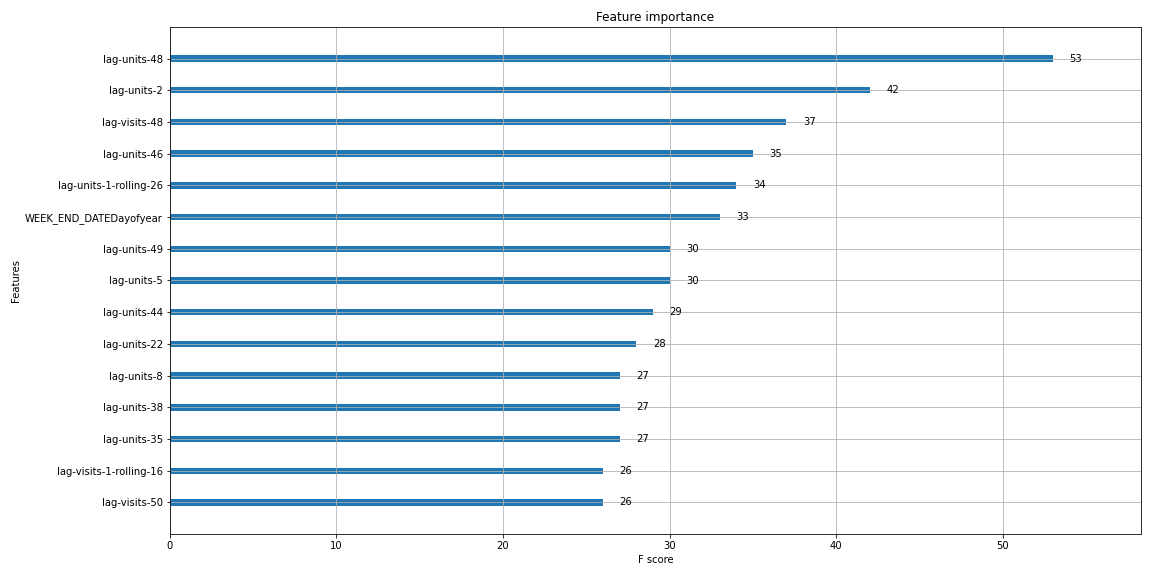 Feature importance
lag-units-48 53
lag-units-2 42
lag-visits-48 37
lag-units-46 35
lag-units-1-rolling-26 34
WEEK_END_DATEDayofyear 33
lag-units-49 30
lag-units-5 30
lag-units-44 29
lag-units-22 28
lag-units-8 27
lag-units-38 27
lag-units-35 27
lag-visits-1-rolling-16 26
lag-visits-50 26
Features
0 10 20 30 40 50
F score